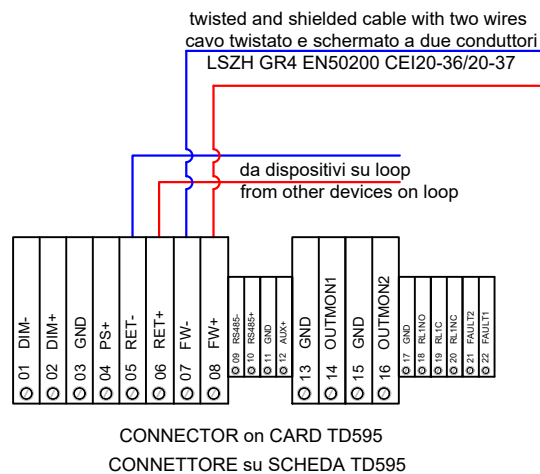 twisted and shielded cable with two wires
cavo twistato e schermato a due conduttori
LSZH GR4 EN50200 CEI20-36/20-37
da dispositivi su loop
from other devices on loop
01 DIM-
02 DIM+
03 GND
04 PS+
05 RET-
06 RET+
07 FW-
08 FW+
09 RS485-
10 RS485+
11 GND
12 AUX+
13 GND
14 OUTMON1
15 GND
16 OUTMON2
17 GND
18 RL1NO
19 RL1C
20 RL1NC
21 FAULT2
22 FAULT1
CONNECTOR on CARD TD595
CONNETTORE su SCHEDA TD595